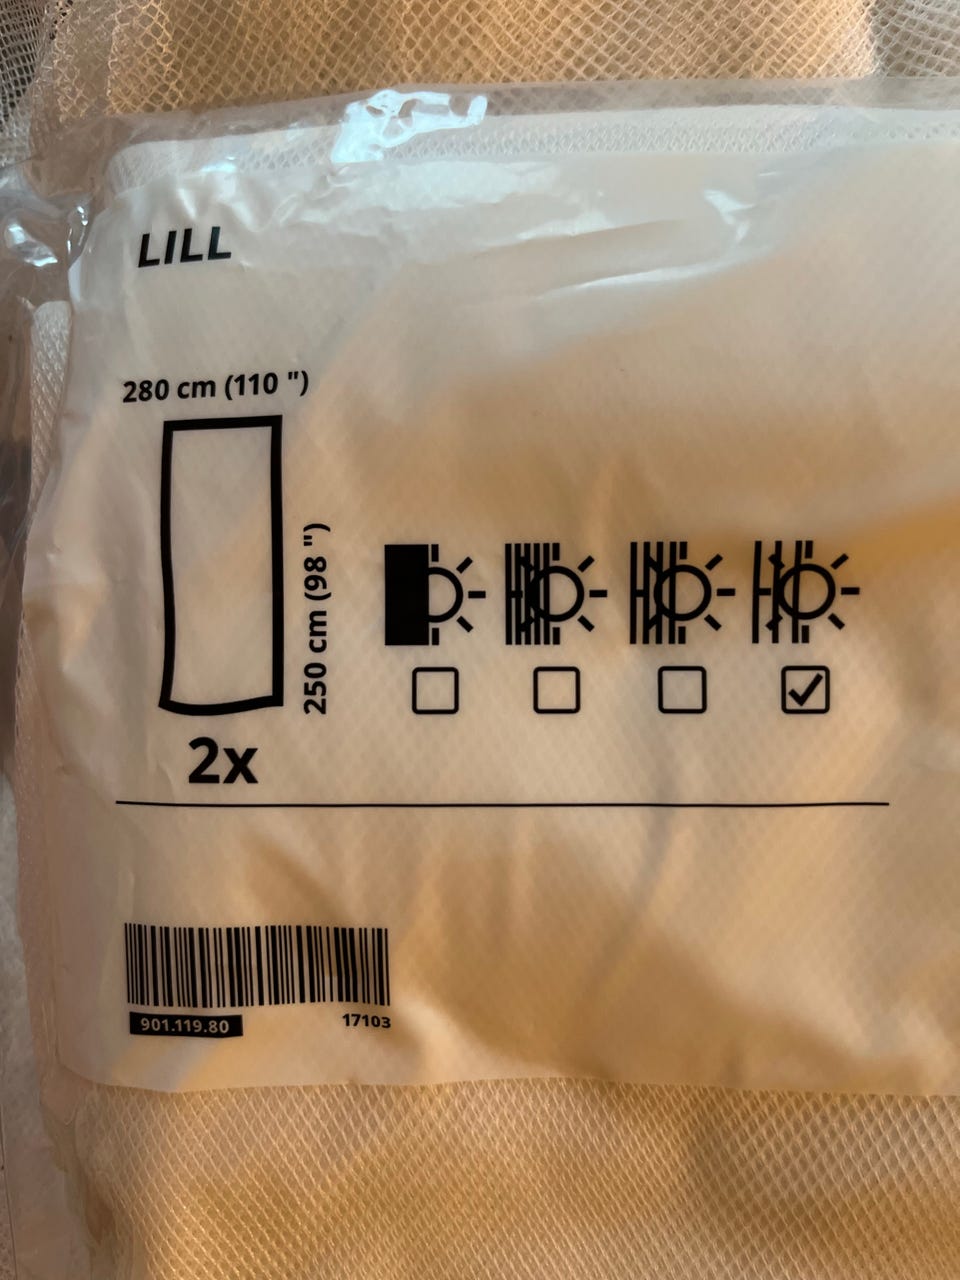 LILL
280 cm (110 ")
250 cm (98 ")
2x
901.119.80
17103